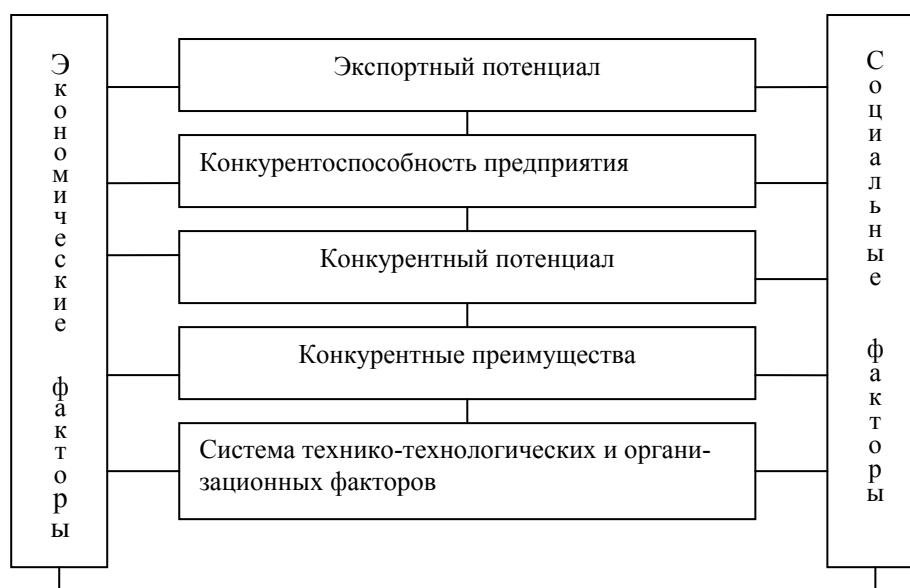 Экономические факторы
Экспортный потенциал
Конкурентоспособность предприятия
Конкурентный потенциал
Конкурентные преимущества
Система технико-технологических и органи-
зационных факторов
Социальные факторы